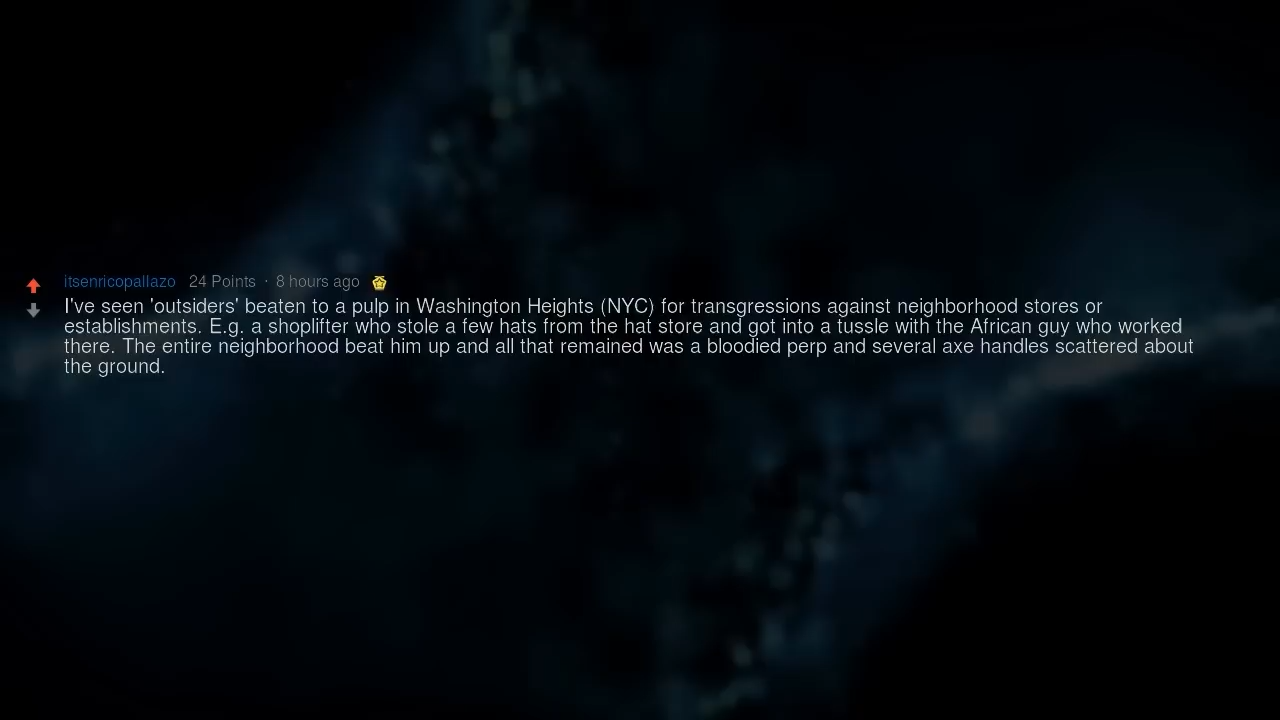 itsenricopallazo 24 Points · 8 hours ago
I've seen 'outsiders' beaten to a pulp in Washington Heights (NYC) for transgressions against neighborhood stores or
establishments. E.g. a shoplifter who stole a few hats from the hat store and got into a tussle with the African guy who worked
there. The entire neighborhood beat him up and all that remained was a bloodied perp and several axe handles scattered about
the ground.